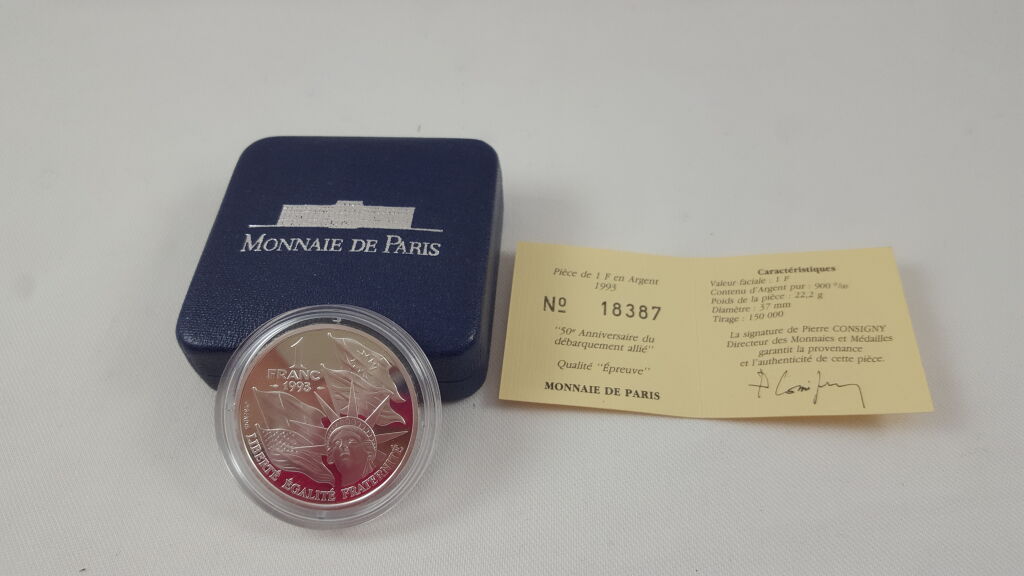 MONNAIE DE PARIS
1
FRANC
1993
LIBERTÉ ÉGALITÉ FRATERNITÉ
Pièce de 1 F en Argent
1993
Nº 18387
"50e Anniversaire du
débarquement allié"
Qualité "Épreuve"
MONNAIE DE PARIS
Caractéristiques
Valeur faciale : 1 F
Contenu d'Argent pur : 900 ‰
Poids de la pièce : 22,2 g
Diamètre : 37 mm
Tirage : 150 000
La signature de Pierre CONSIGNY
Directeur des Monnaies et Médailles
garantit la provenance
et l'authenticité de cette pièce.